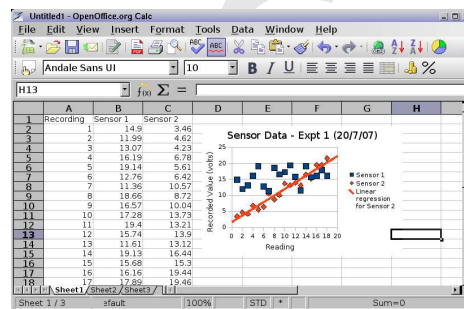 Untitled1 - OpenOffice.org Calc
File Edit View Insert Format Tools Data Window Help
Andale Sans UI 10 B I U
H13 f(x) Σ =
A B C D E F G H
1 Recording Sensor 1 Sensor 2
2 1 14.9 3.46
3 2 11.99 4.62
4 3 13.07 4.23
5 4 16.19 6.78
6 5 19.14 5.61
7 6 12.76 6.42
8 7 11.36 10.57
9 8 18.66 8.72
10 9 16.57 10.04
11 10 17.28 13.73
12 11 19.4 13.21
13 12 15.74 13.9
14 13 11.61 13.12
15 14 19.13 16.44
16 15 15.68 15.3
17 16 16.16 19.44
18 17 17.89 19.46
Sensor Data - Expt 1 (20/7/07)
Recorded Value (volts)
25
20
15
10
5
0
0 2 4 6 8 10 12 14 16 18 20
Reading
Sensor 1
Sensor 2
Linear
regression
for Sensor 2
Sheet1 Sheet2 Sheet3
Sheet 1 / 3 efault 100% STD * Sum=0